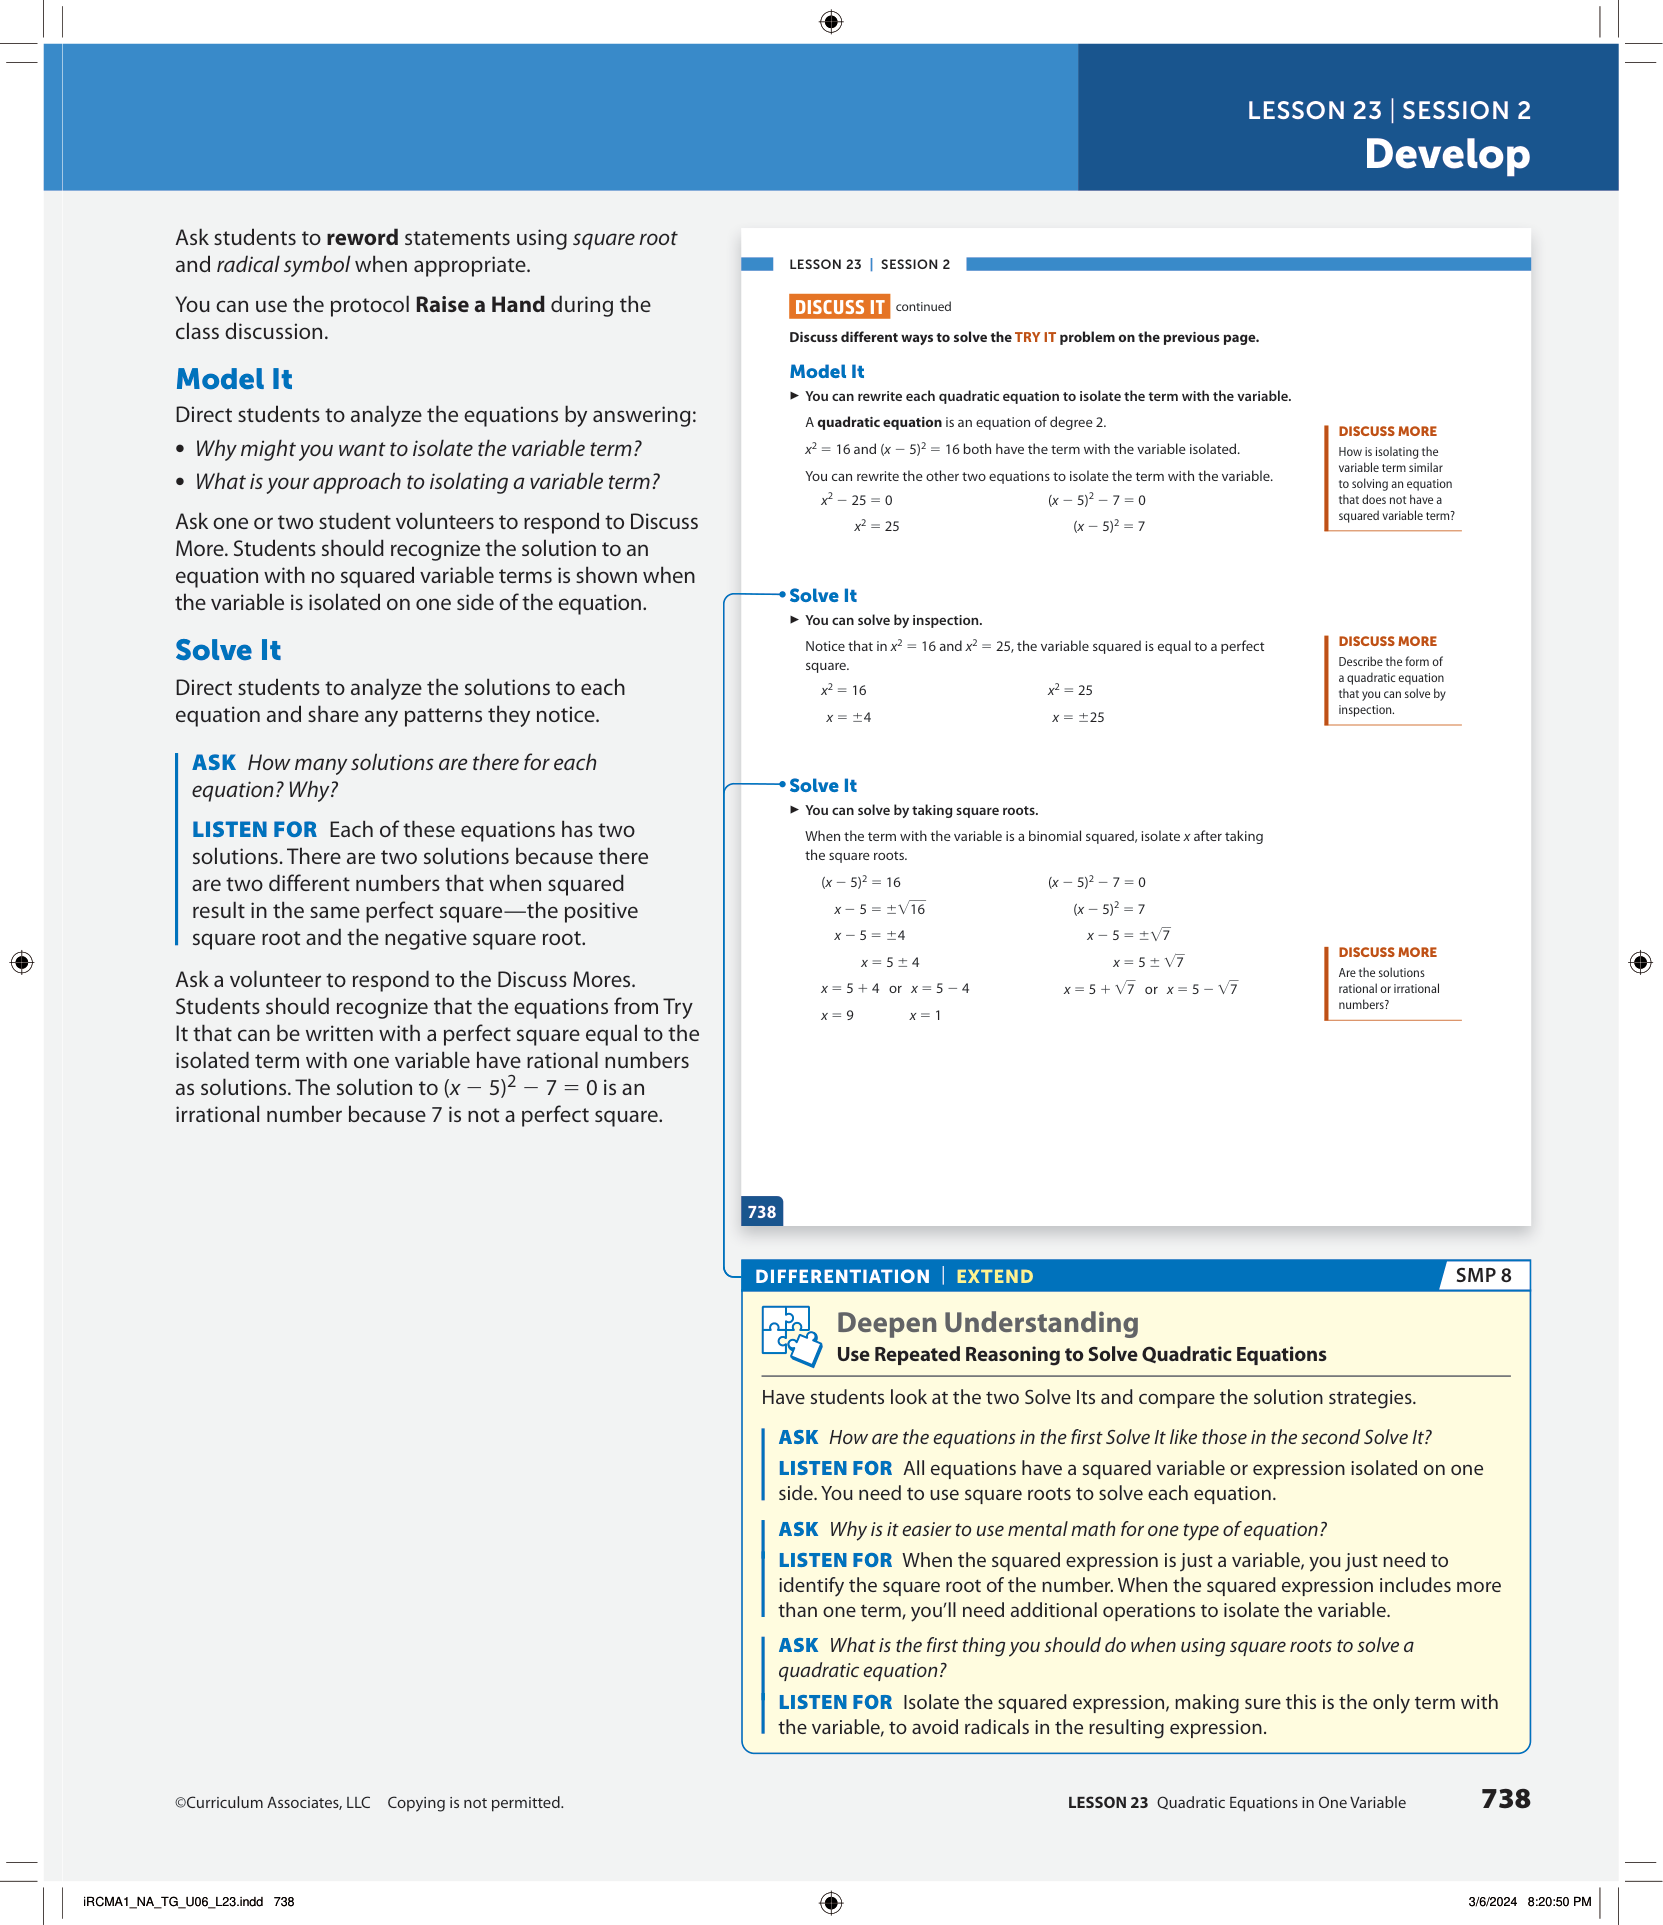 LESSON 23 | SESSION 2
Develop
Ask students to reword statements using square root
and radical symbol when appropriate.
You can use the protocol Raise a Hand during the
class discussion.
Model It
Direct students to analyze the equations by answering:
• Why might you want to isolate the variable term?
• What is your approach to isolating a variable term?
Ask one or two student volunteers to respond to Discuss
More. Students should recognize the solution to an
equation with no squared variable terms is shown when
the variable is isolated on one side of the equation.
Solve It
Direct students to analyze the solutions to each
equation and share any patterns they notice.
ASK How many solutions are there for each
equation? Why?
LISTEN FOR Each of these equations has two
solutions. There are two solutions because there
are two different numbers that when squared
result in the same perfect square—the positive
square root and the negative square root.
Ask a volunteer to respond to the Discuss Mores.
Students should recognize that the equations from Try
It that can be written with a perfect square equal to the
isolated term with one variable have rational numbers
as solutions. The solution to (x − 5)² − 7 = 0 is an
irrational number because 7 is not a perfect square.
LESSON 23 | SESSION 2
DISCUSS IT continued
Discuss different ways to solve the TRY IT problem on the previous page.
Model It
▶ You can rewrite each quadratic equation to isolate the term with the variable.
A quadratic equation is an equation of degree 2.
x² = 16 and (x − 5)² = 16 both have the term with the variable isolated.
You can rewrite the other two equations to isolate the term with the variable.
x² − 25 = 0 (x − 5)² − 7 = 0
x² = 25 (x − 5)² = 7
DISCUSS MORE
How is isolating the
variable term similar
to solving an equation
that does not have a
squared variable term?
Solve It
▶ You can solve by inspection.
Notice that in x² = 16 and x² = 25, the variable squared is equal to a perfect
square.
x² = 16 x² = 25
x = ±4 x = ±25
DISCUSS MORE
Describe the form of
a quadratic equation
that you can solve by
inspection.
Solve It
▶ You can solve by taking square roots.
When the term with the variable is a binomial squared, isolate x after taking
the square roots.
(x − 5)² = 16 (x − 5)² − 7 = 0
x − 5 = ±√16 (x − 5)² = 7
x − 5 = ±4 x − 5 = ±√7
x = 5 ± 4 x = 5 ± √7
x = 5 + 4 or x = 5 − 4 x = 5 + √7 or x = 5 − √7
x = 9 x = 1
DISCUSS MORE
Are the solutions
rational or irrational
numbers?
738
DIFFERENTIATION | EXTEND SMP 8
Deepen Understanding
Use Repeated Reasoning to Solve Quadratic Equations
Have students look at the two Solve Its and compare the solution strategies.
ASK How are the equations in the first Solve It like those in the second Solve It?
LISTEN FOR All equations have a squared variable or expression isolated on one
side. You need to use square roots to solve each equation.
ASK Why is it easier to use mental math for one type of equation?
LISTEN FOR When the squared expression is just a variable, you just need to
identify the square root of the number. When the squared expression includes more
than one term, you’ll need additional operations to isolate the variable.
ASK What is the first thing you should do when using square roots to solve a
quadratic equation?
LISTEN FOR Isolate the squared expression, making sure this is the only term with
the variable, to avoid radicals in the resulting expression.
©Curriculum Associates, LLC Copying is not permitted.
LESSON 23 Quadratic Equations in One Variable 738
iRCMA1_NA_TG_U06_L23.indd 738 3/6/2024 8:20:50 PM